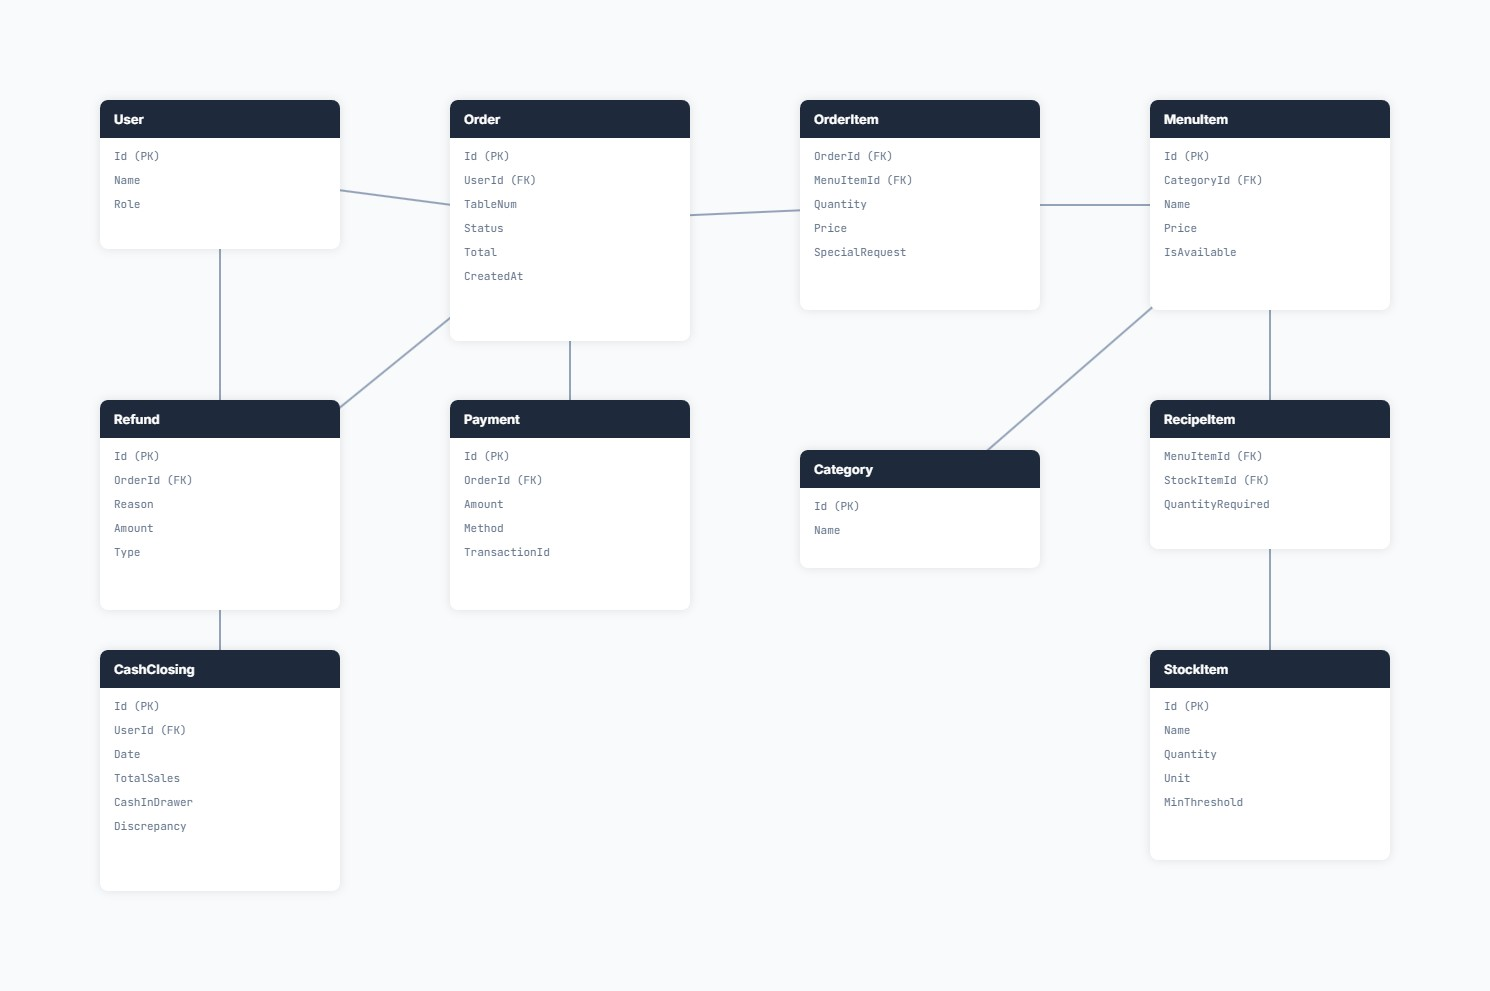 User
Id (PK)
Name
Role
Order
Id (PK)
UserId (FK)
TableNum
Status
Total
CreatedAt
OrderItem
OrderId (FK)
MenuItemId (FK)
Quantity
Price
SpecialRequest
MenuItem
Id (PK)
CategoryId (FK)
Name
Price
IsAvailable
Refund
Id (PK)
OrderId (FK)
Reason
Amount
Type
Payment
Id (PK)
OrderId (FK)
Amount
Method
TransactionId
Category
Id (PK)
Name
RecipeItem
MenuItemId (FK)
StockItemId (FK)
QuantityRequired
CashClosing
Id (PK)
UserId (FK)
Date
TotalSales
CashInDrawer
Discrepancy
StockItem
Id (PK)
Name
Quantity
Unit
MinThreshold